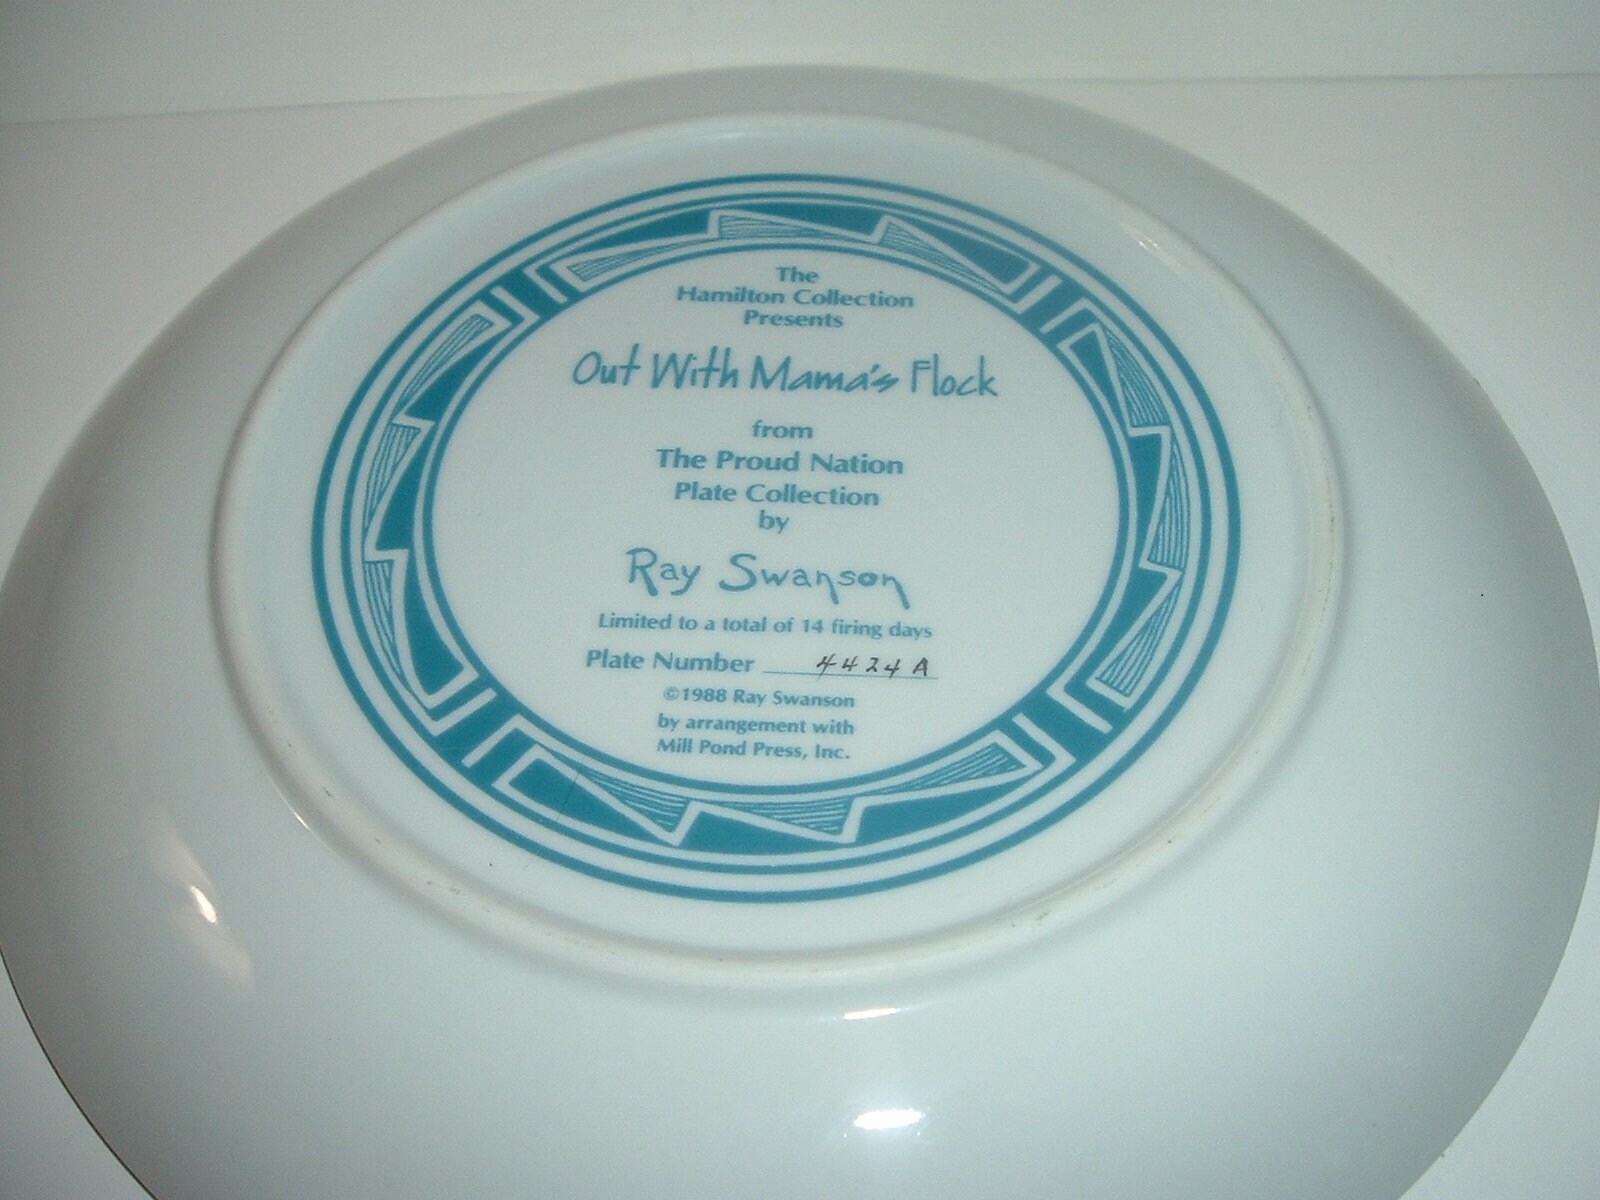 The
Hamilton Collection
Presents
Out With Mama's Flock
from
The Proud Nation
Plate Collection
by
Ray Swanson
Limited to a total of 14 firing days
Plate Number 4424A
©1988 Ray Swanson
by arrangement with
Mill Pond Press, Inc.